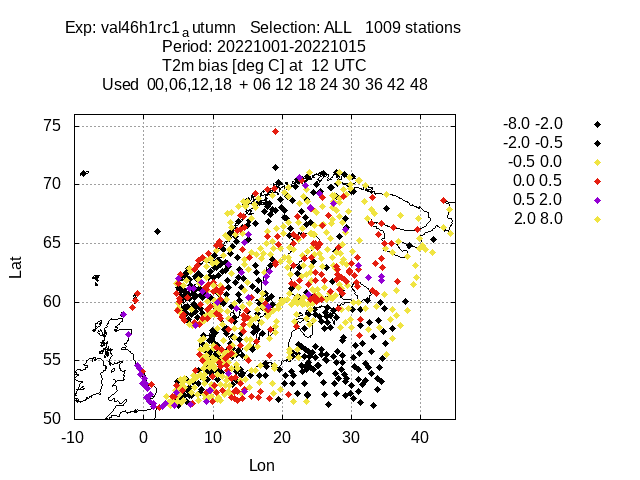 Exp: val46h1rc1autumn   Selection: ALL   1009 stations
Period: 20221001-20221015
T2m bias [deg C] at  12 UTC
Used  00,06,12,18  + 06 12 18 24 30 36 42 48
-8.0 -2.0
-2.0 -0.5
-0.5 0.0
0.0 0.5
0.5 2.0
2.0 8.0
75
70
65
60
55
50
Lat
-10 0 10 20 30 40
Lon